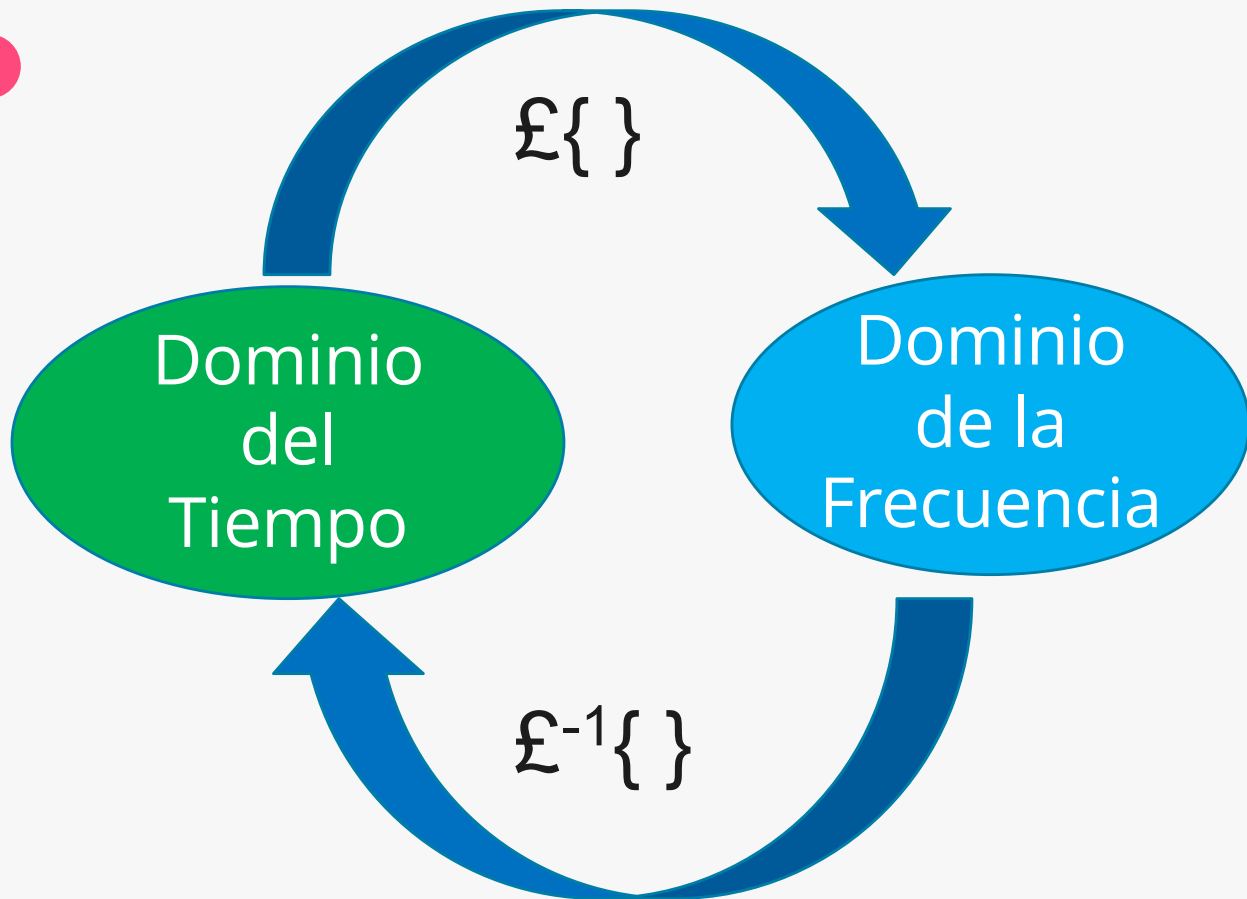 £{ }
Dominio
del
Tiempo
Dominio
de la
Frecuencia
£-1{ }